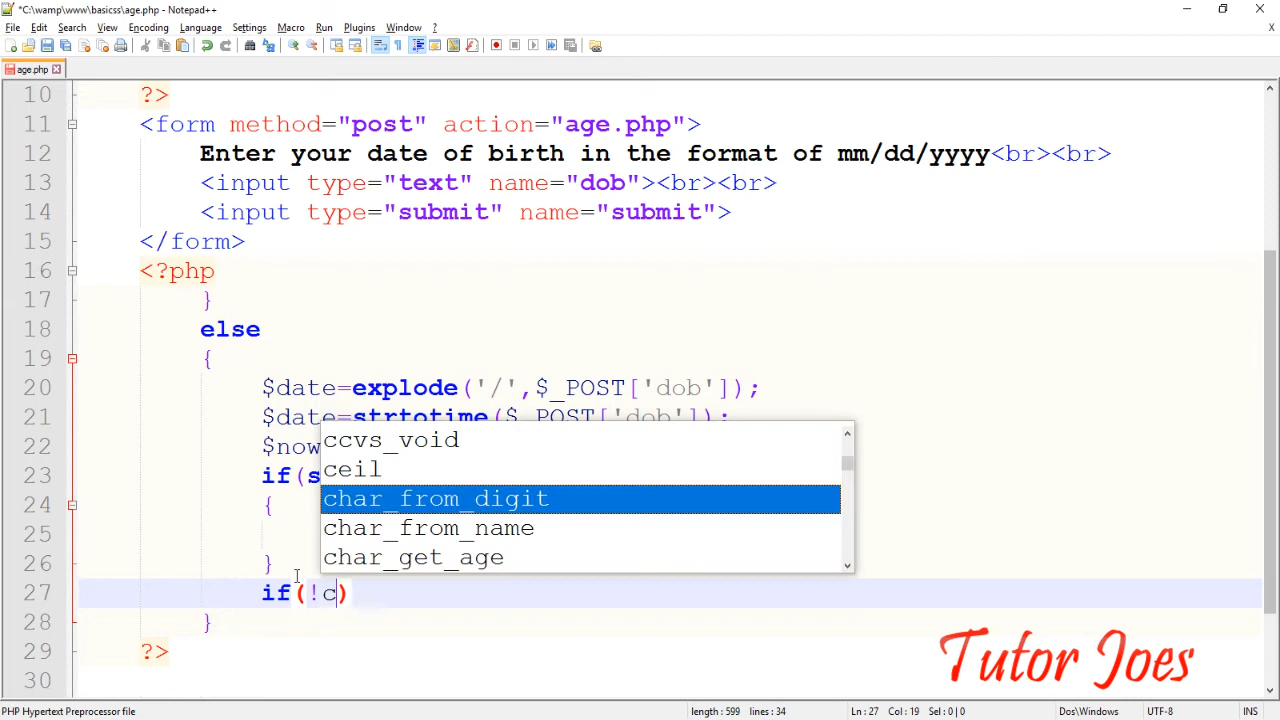 *C:\wamp\www\basicss\age.php - Notepad++
File Edit Search View Encoding Language Settings Macro Run Plugins Window ?
X
age.php
10 ?>
11 <form method="post" action="age.php">
12 Enter your date of birth in the format of mm/dd/yyyy<br><br>
13 <input type="text" name="dob"><br><br>
14 <input type="submit" name="submit">
15 </form>
16 <?php
17 }
18 else
19 {
20 $date=explode('/',$_POST['dob']);
21 $date=strtotime($_POST['dob']);
22 $now
23 if(s
24 {
25
26 }
27 if(!c)
28 }
29 ?>
30
ccvs_void
ceil
char_from_digit
char_from_name
char_get_age
Tutor Joes
PHP Hypertext Preprocessor file length : 599 lines : 34 Ln : 27 Col : 19 Sel : 0 | 0 Dos\Windows UTF-8 INS